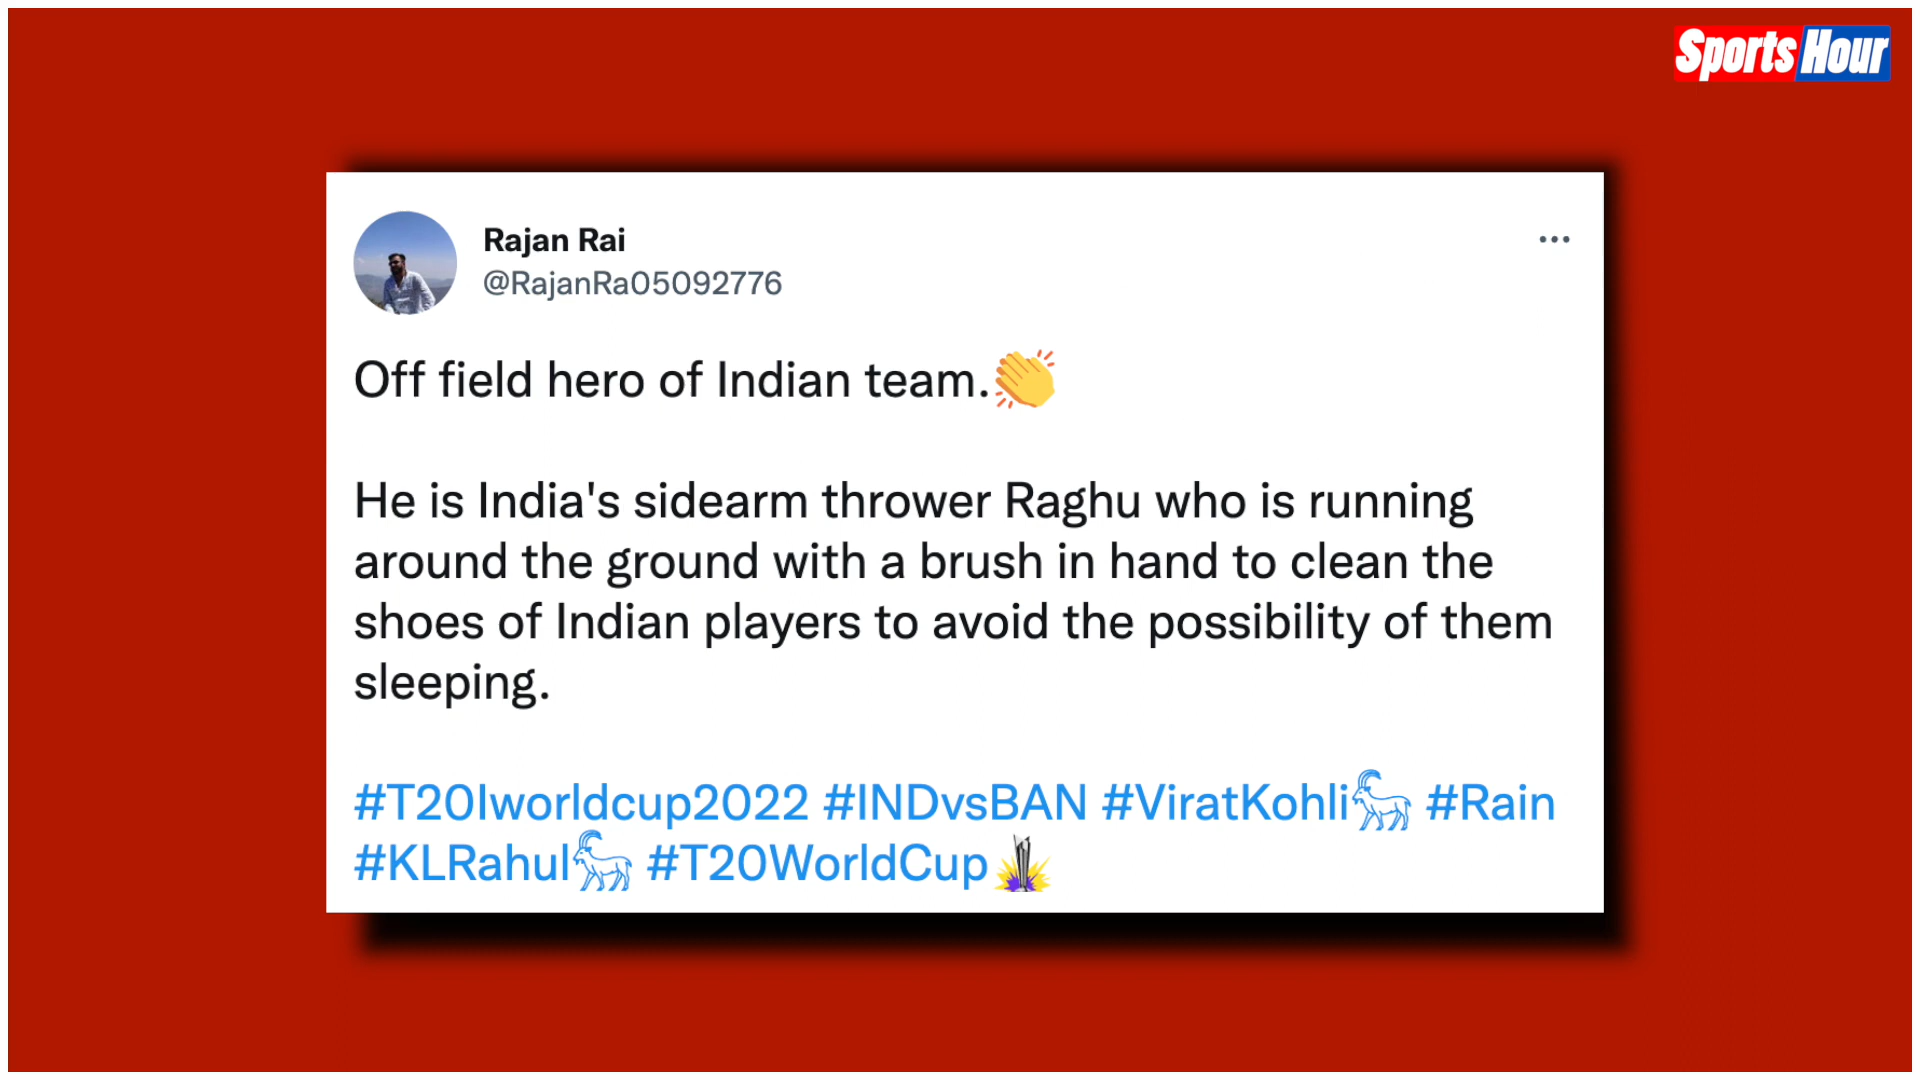 Sports Hour
Rajan Rai
@RajanRa05092776
Off field hero of Indian team.👏
He is India's sidearm thrower Raghu who is running
around the ground with a brush in hand to clean the
shoes of Indian players to avoid the possibility of them
sleeping.
#T20Iworldcup2022 #INDvsBAN #ViratKohli #Rain
#KLRahul #T20WorldCup